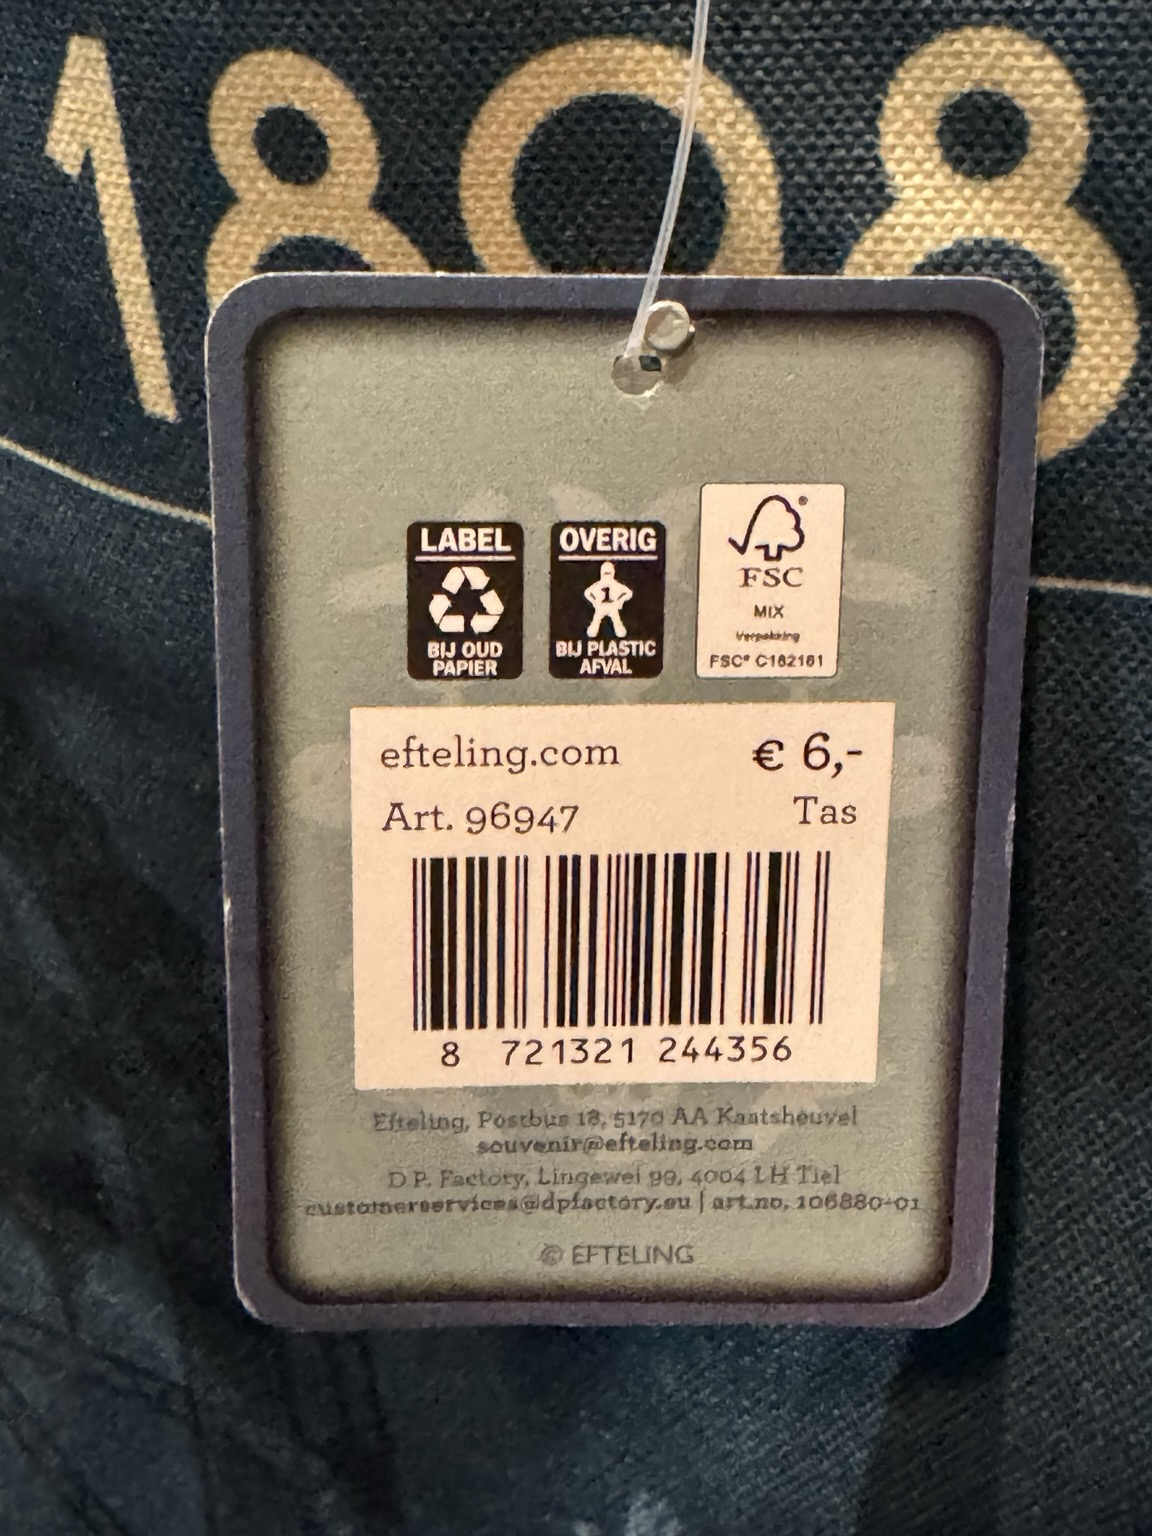 1898
LABEL
BIJ OUD
PAPIER
OVERIG
1
BIJ PLASTIC
AFVAL
FSC
MIX
Verpakking
FSC® C162161
efteling.com
€ 6,-
Art. 96947
Tas
8 721321 244356
Efteling, Postbus 18, 5170 AA Kaatsheuvel
souvenir@efteling.com
D.P. Factory, Lingewei 99, 4004 LH Tiel
customerservices@dpfactory.eu | art.no. 106880-01
© EFTELING